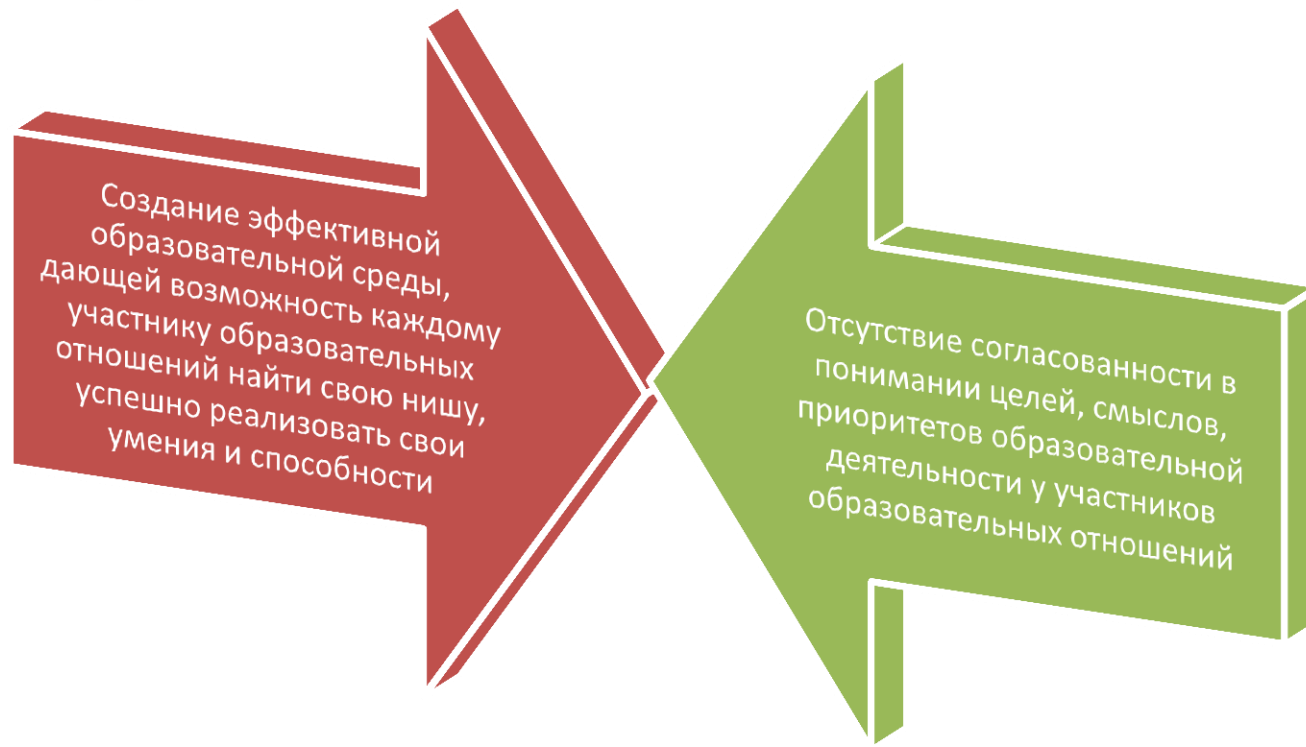 Создание эффективной
образовательной среды,
дающей возможность каждому
участнику образовательных
отношений найти свою нишу,
успешно реализовать свои
умения и способности
Отсутствие согласованности в
понимании целей, смыслов,
приоритетов образовательной
деятельности у участников
образовательных отношений